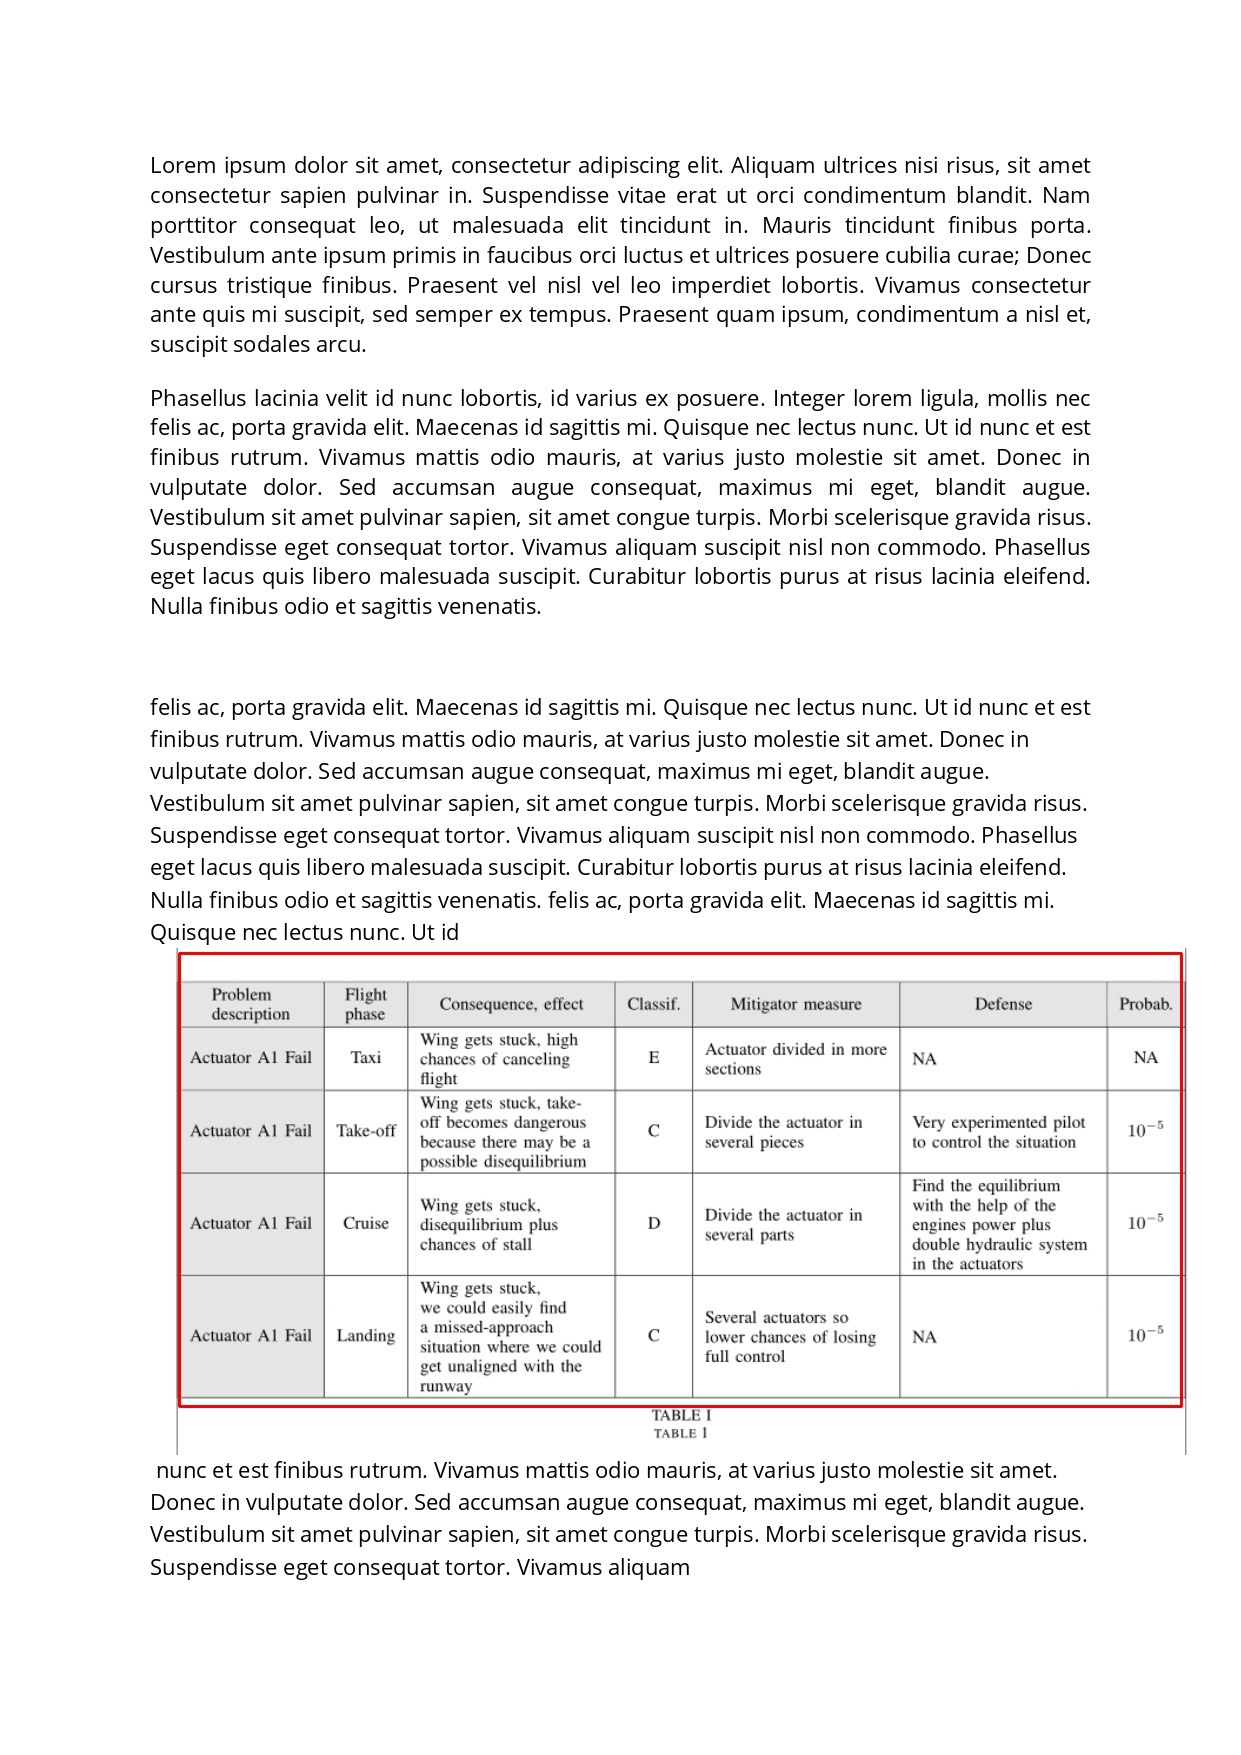 Lorem ipsum dolor sit amet, consectetur adipiscing elit. Aliquam ultrices nisi risus, sit amet
consectetur sapien pulvinar in. Suspendisse vitae erat ut orci condimentum blandit. Nam
porttitor consequat leo, ut malesuada elit tincidunt in. Mauris tincidunt finibus porta.
Vestibulum ante ipsum primis in faucibus orci luctus et ultrices posuere cubilia curae; Donec
cursus tristique finibus. Praesent vel nisl vel leo imperdiet lobortis. Vivamus consectetur
ante quis mi suscipit, sed semper ex tempus. Praesent quam ipsum, condimentum a nisl et,
suscipit sodales arcu.
Phasellus lacinia velit id nunc lobortis, id varius ex posuere. Integer lorem ligula, mollis nec
felis ac, porta gravida elit. Maecenas id sagittis mi. Quisque nec lectus nunc. Ut id nunc et est
finibus rutrum. Vivamus mattis odio mauris, at varius justo molestie sit amet. Donec in
vulputate dolor. Sed accumsan augue consequat, maximus mi eget, blandit augue.
Vestibulum sit amet pulvinar sapien, sit amet congue turpis. Morbi scelerisque gravida risus.
Suspendisse eget consequat tortor. Vivamus aliquam suscipit nisl non commodo. Phasellus
eget lacus quis libero malesuada suscipit. Curabitur lobortis purus at risus lacinia eleifend.
Nulla finibus odio et sagittis venenatis.
felis ac, porta gravida elit. Maecenas id sagittis mi. Quisque nec lectus nunc. Ut id nunc et est
finibus rutrum. Vivamus mattis odio mauris, at varius justo molestie sit amet. Donec in
vulputate dolor. Sed accumsan augue consequat, maximus mi eget, blandit augue.
Vestibulum sit amet pulvinar sapien, sit amet congue turpis. Morbi scelerisque gravida risus.
Suspendisse eget consequat tortor. Vivamus aliquam suscipit nisl non commodo. Phasellus
eget lacus quis libero malesuada suscipit. Curabitur lobortis purus at risus lacinia eleifend.
Nulla finibus odio et sagittis venenatis. felis ac, porta gravida elit. Maecenas id sagittis mi.
Quisque nec lectus nunc. Ut id
Problem
description
Flight
phase
Consequence, effect
Classif.
Mitigator measure
Defense
Probab.
Actuator A1 Fail
Taxi
Wing gets stuck, high
chances of canceling
flight
E
Actuator divided in more
sections
NA
NA
Actuator A1 Fail
Take-off
Wing gets stuck, take-
off becomes dangerous
because there may be a
possible disequilibrium
C
Divide the actuator in
several pieces
Very experimented pilot
to control the situation
10⁻⁵
Actuator A1 Fail
Cruise
Wing gets stuck,
disequilibrium plus
chances of stall
D
Divide the actuator in
several parts
Find the equilibrium
with the help of the
engines power plus
double hydraulic system
in the actuators
10⁻⁵
Actuator A1 Fail
Landing
Wing gets stuck,
we could easily find
a missed-approach
situation where we could
get unaligned with the
runway
C
Several actuators so
lower chances of losing
full control
NA
10⁻⁵
TABLE I
TABLE 1
nunc et est finibus rutrum. Vivamus mattis odio mauris, at varius justo molestie sit amet.
Donec in vulputate dolor. Sed accumsan augue consequat, maximus mi eget, blandit augue.
Vestibulum sit amet pulvinar sapien, sit amet congue turpis. Morbi scelerisque gravida risus.
Suspendisse eget consequat tortor. Vivamus aliquam